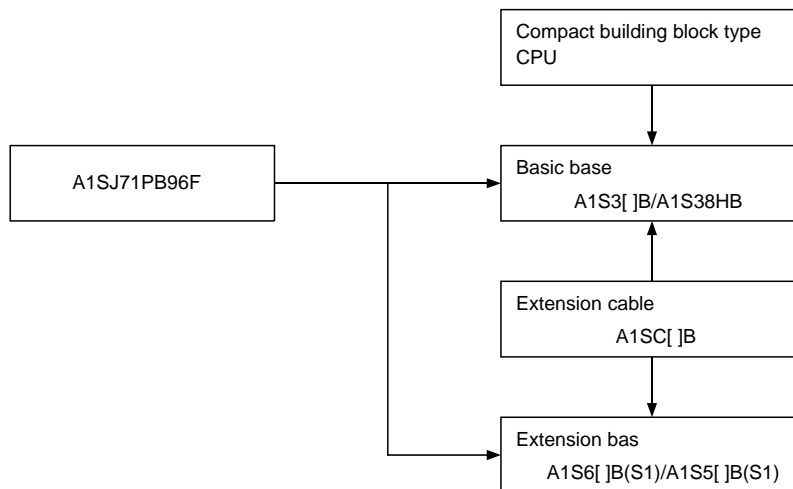 Compact building block type
CPU
A1SJ71PB96F
Basic base
A1S3[ ]B/A1S38HB
Extension cable
A1SC[ ]B
Extension bas
A1S6[ ]B(S1)/A1S5[ ]B(S1)